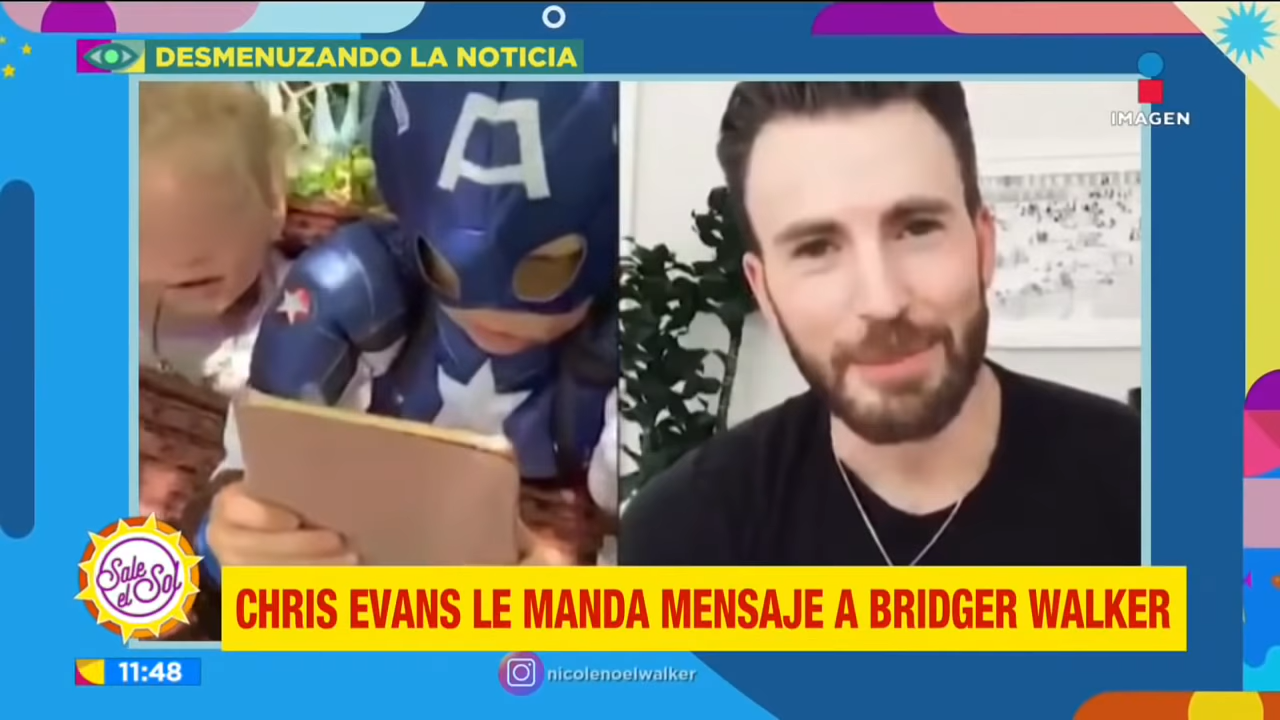 DESMENUZANDO LA NOTICIA
IMAGEN
A
Sale
el Sol
CHRIS EVANS LE MANDA MENSAJE A BRIDGER WALKER
11:48
nicolenoelwalker